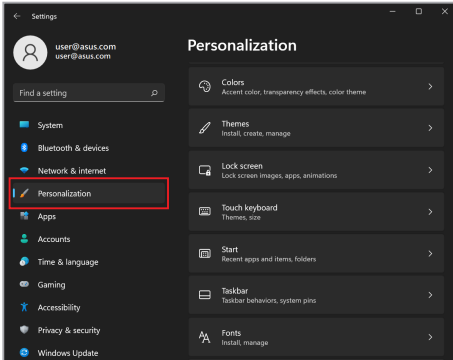 Settings
user@asus.com
user@asus.com
Find a setting
System
Bluetooth & devices
Network & internet
Personalization
Apps
Accounts
Time & language
Gaming
Accessibility
Privacy & security
Windows Update
Personalization
Colors
Accent color, transparency effects, color theme
Themes
Install, create, manage
Lock screen
Lock screen images, apps, animations
Touch keyboard
Themes, size
Start
Recent apps and items, folders
Taskbar
Taskbar behaviors, system pins
Fonts
Install, manage